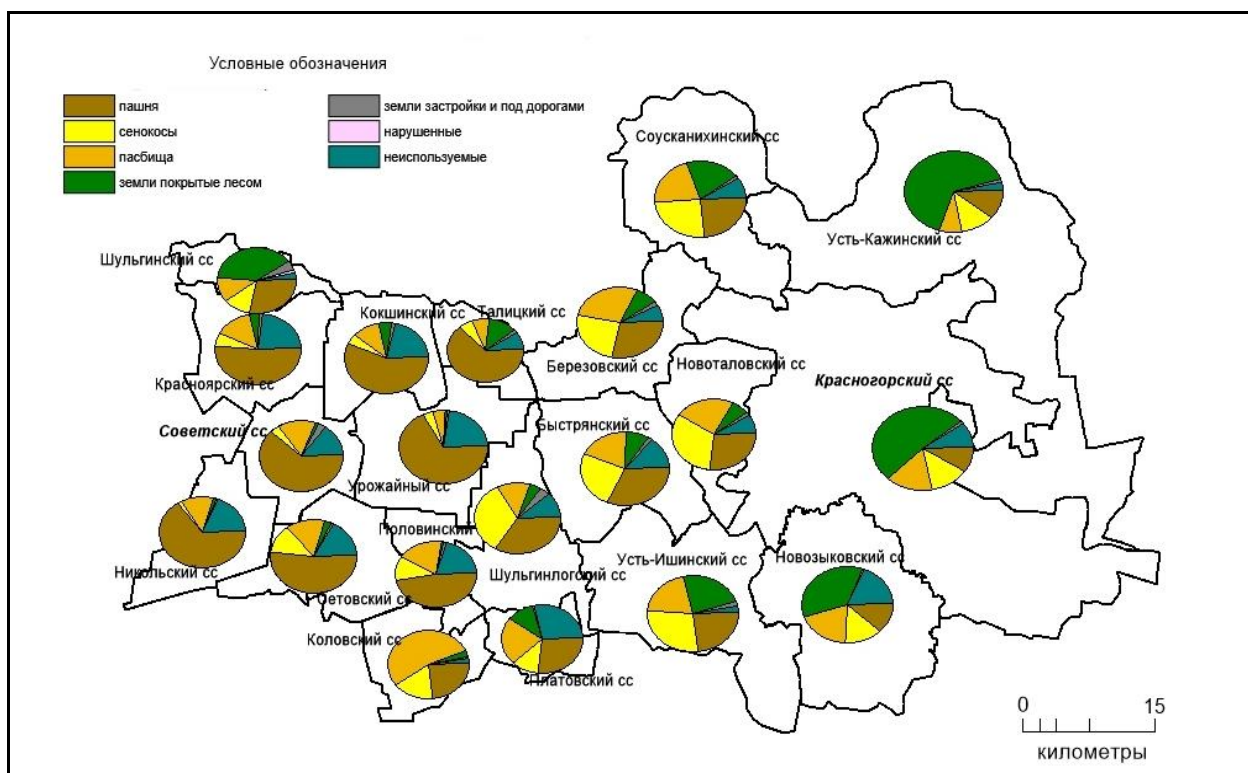 Условные обозначения
пашня
сенокосы
пасбища
земли покрытые лесом
земли застройки и под дорогами
нарушенные
неиспользуемые
Соусканихинский сс
Усть-Кажинский сс
Шульгинский сс
Кокшинский сс
Талицкий сс
Красноярский сс
Березовский сс
Новоталовский сс
Красногорский сс
Советский сс
Быстрянский сс
Урожайный сс
Половинский
Никольский сс
Шульгинлогский сс
Усть-Ишинский сс
Новозыковский сс
Сетовский сс
Коловский сс
Платовский сс
0 15
километры